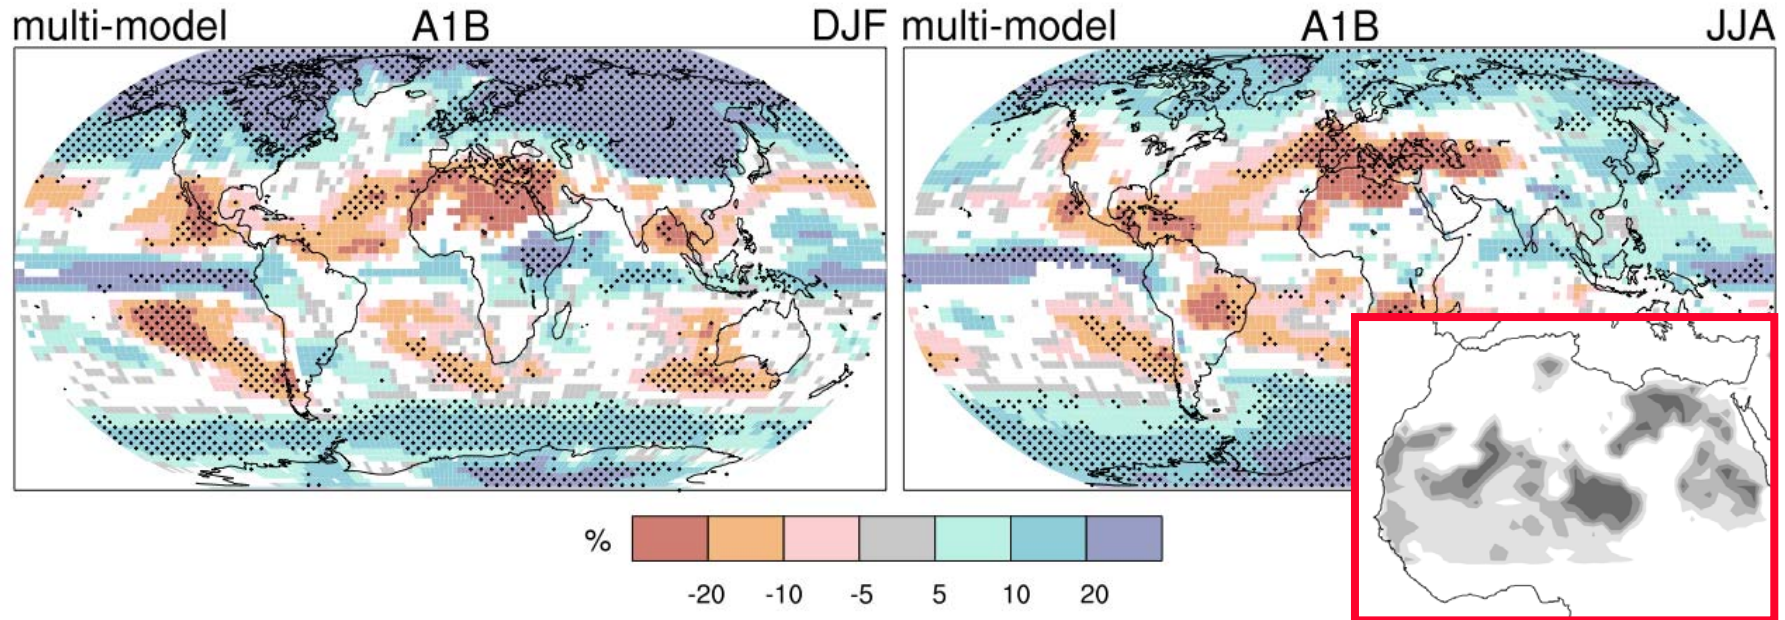 multi-model A1B DJF
multi-model A1B JJA
%
-20 -10 -5 5 10 20